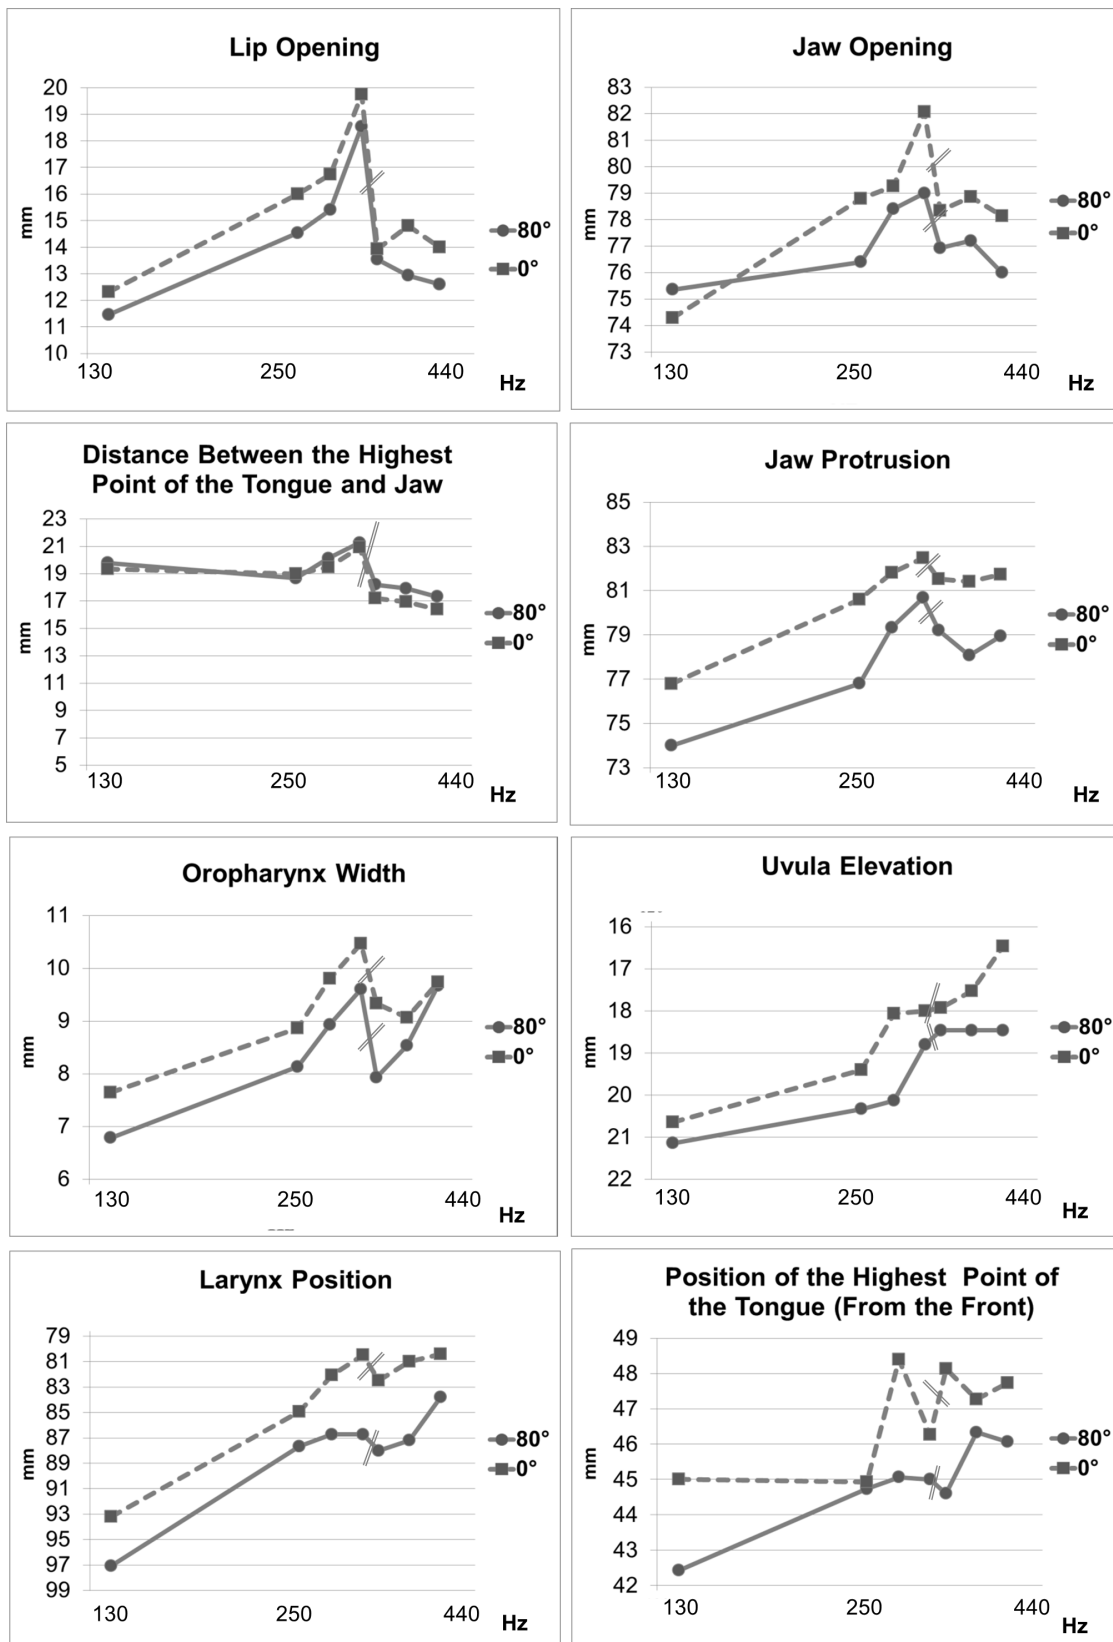 Lip Opening
20
19
18
17
16
15
14
13
12
11
10
mm
130 250 440
Hz
80°
0°
Jaw Opening
83
82
81
80
79
78
77
76
75
74
73
mm
130 250 440
Hz
80°
0°
Distance Between the Highest
Point of the Tongue and Jaw
23
21
19
17
15
13
11
9
7
5
mm
130 250 440
Hz
80°
0°
Jaw Protrusion
85
83
81
79
77
75
73
mm
130 250 440
Hz
80°
0°
Oropharynx Width
11
10
9
8
7
6
mm
130 250 440
Hz
80°
0°
Uvula Elevation
16
17
18
19
20
21
22
mm
130 250 440
Hz
80°
0°
Larynx Position
79
81
83
85
87
89
91
93
95
97
99
mm
130 250 440
Hz
80°
0°
Position of the Highest Point of
the Tongue (From the Front)
49
48
47
46
45
44
43
42
mm
130 250 440
Hz
80°
0°